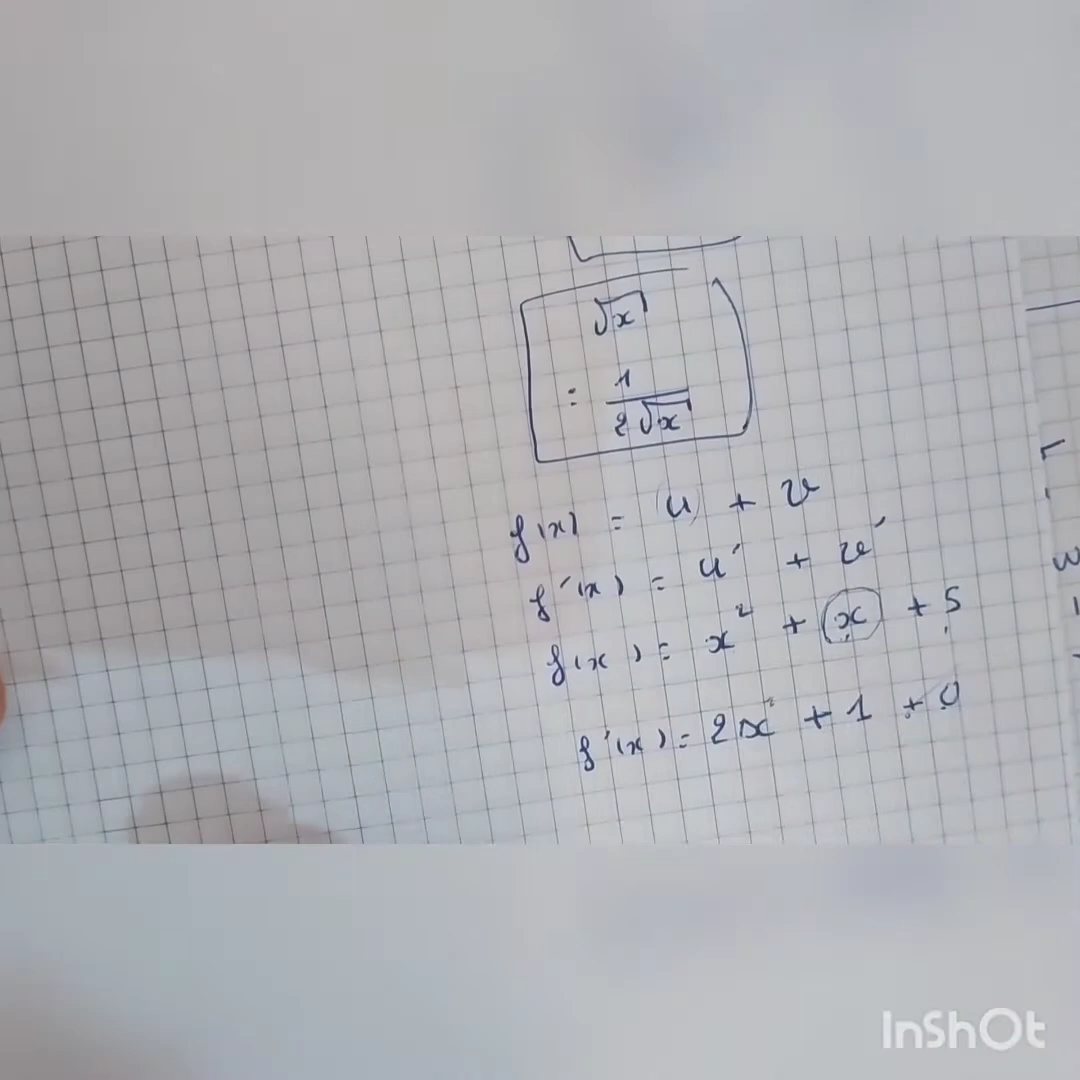 √x
= 1/(2√x)
f(x) = u + v
f'(x) = u' + v'
f(x) = x² + x + 5
f'(x) = 2x + 1 + 0
InShOt